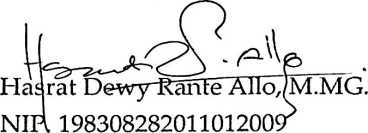 Hasrat Dewy Rante Allo, M.MG.
NIP. 198308282011012009